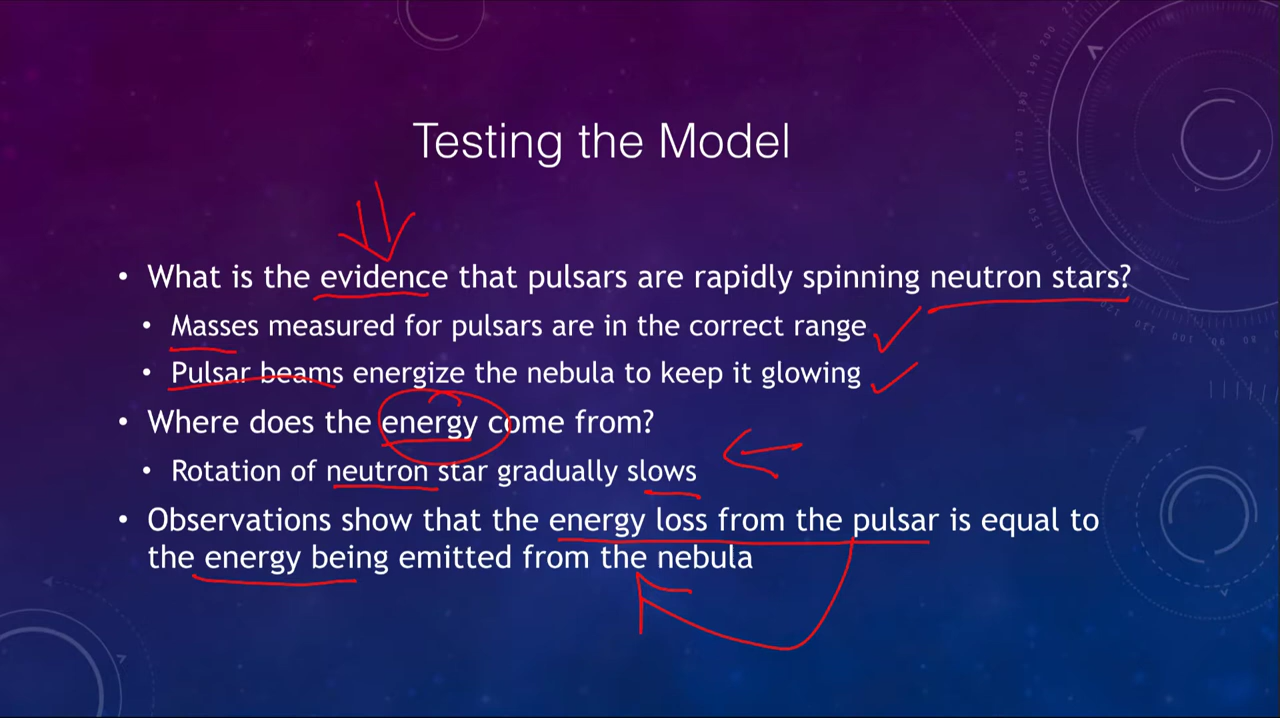 Testing the Model
• What is the evidence that pulsars are rapidly spinning neutron stars?
• Masses measured for pulsars are in the correct range
• Pulsar beams energize the nebula to keep it glowing
• Where does the energy come from?
• Rotation of neutron star gradually slows
• Observations show that the energy loss from the pulsar is equal to
the energy being emitted from the nebula